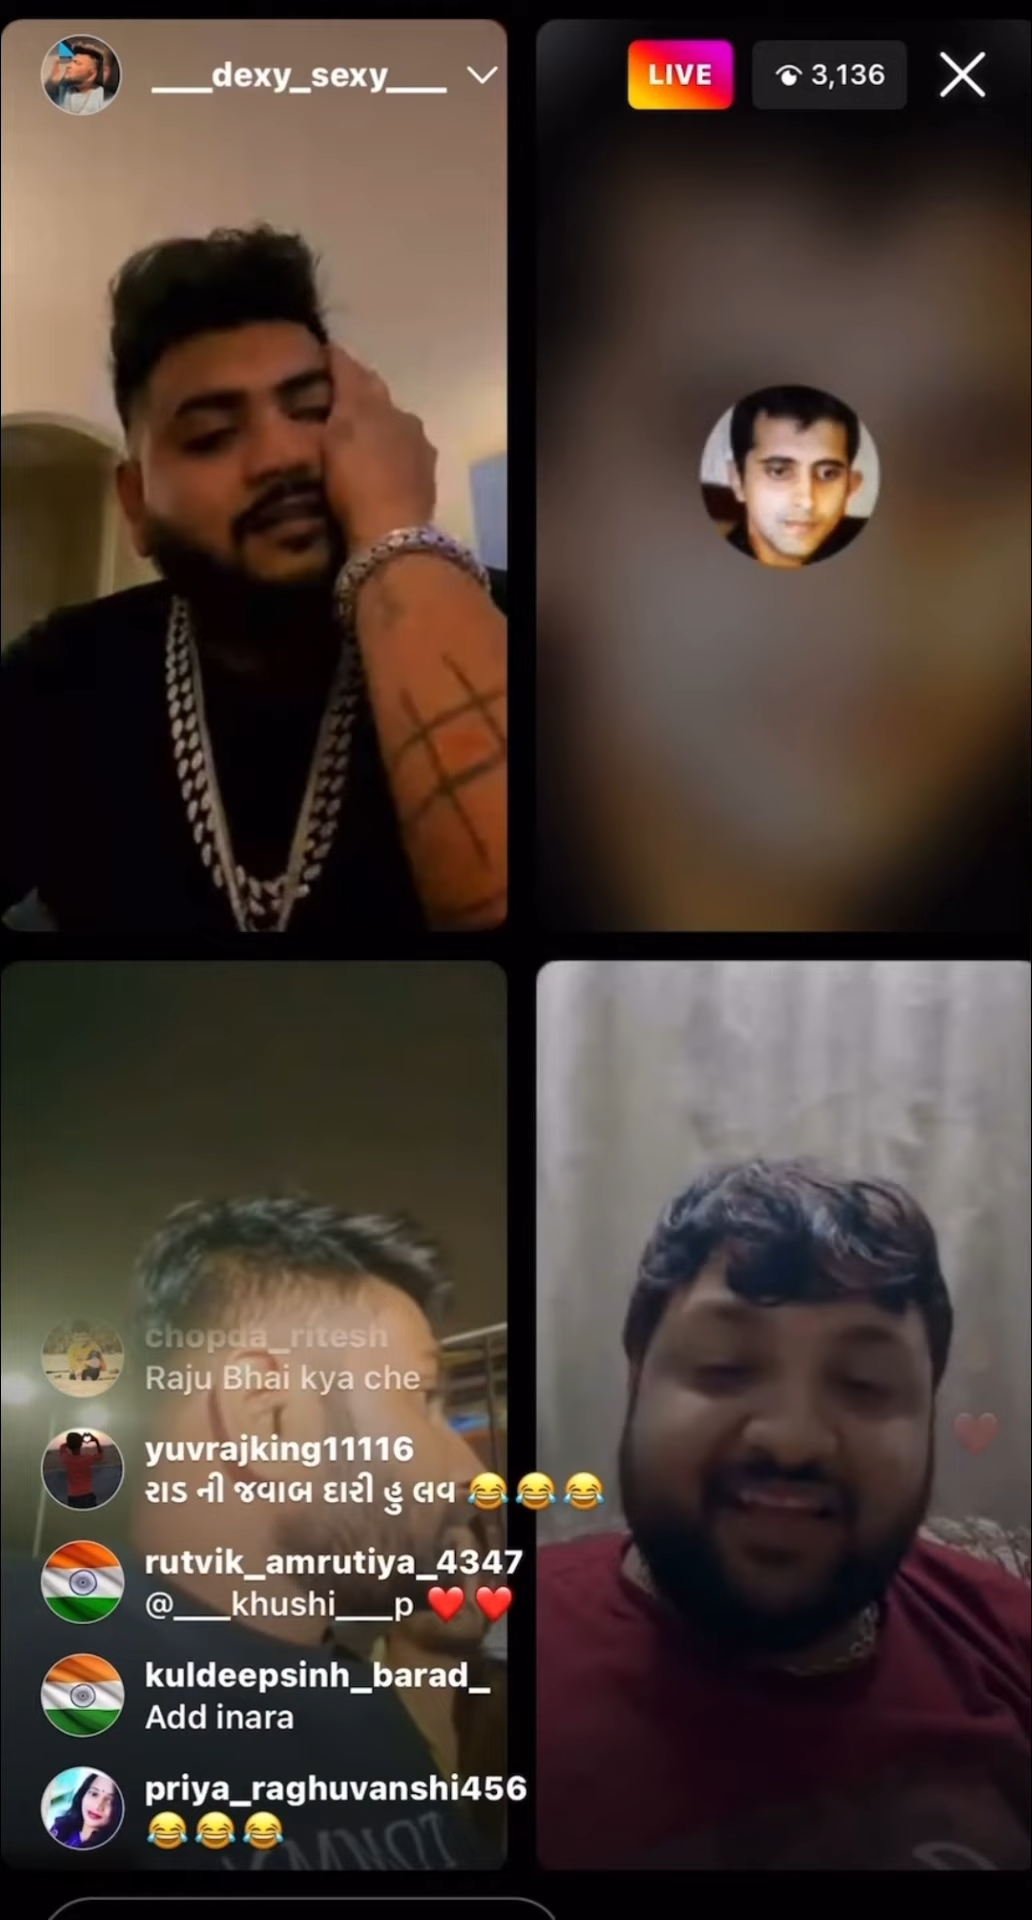 ___dexy_sexy___
LIVE
3,136
chopda_ritesh
Raju Bhai kya che
yuvrajking11116
રાડ ની જવાબ દારી હુ લવ 😂😂😂
rutvik_amrutiya_4347
@___khushi___p ❤️❤️
kuldeepsinh_barad_
Add inara
priya_raghuvanshi456
😂😂😂